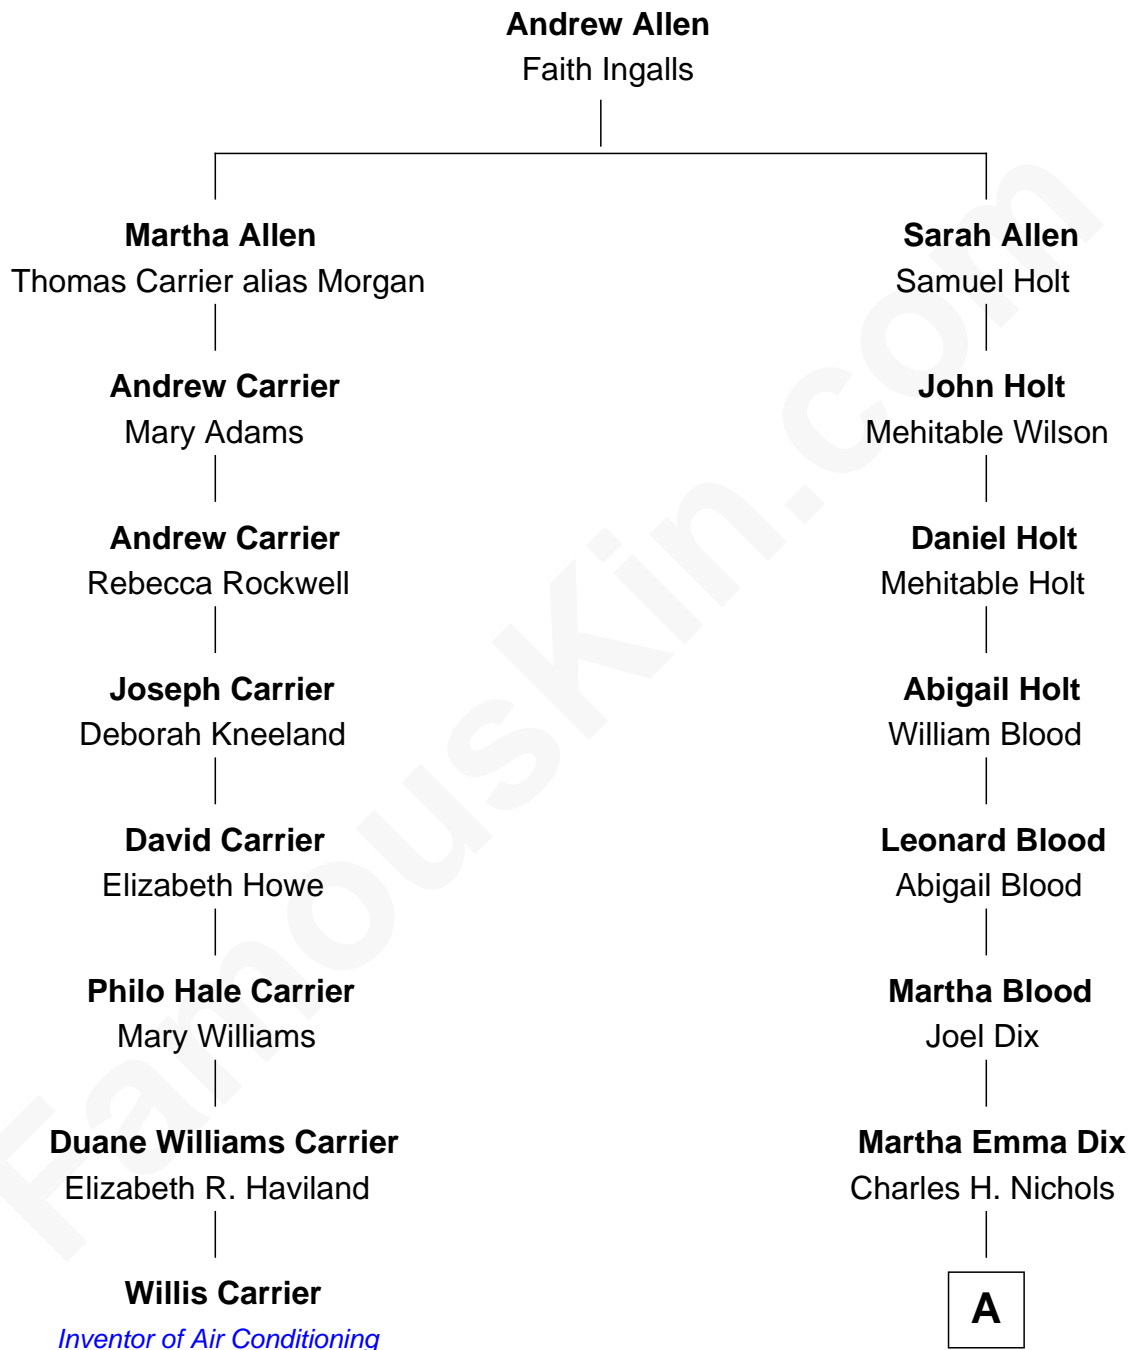 Andrew Allen
Faith Ingalls
Martha Allen
Thomas Carrier alias Morgan
Sarah Allen
Samuel Holt
Andrew Carrier
Mary Adams
John Holt
Mehitable Wilson
Andrew Carrier
Rebecca Rockwell
Daniel Holt
Mehitable Holt
Joseph Carrier
Deborah Kneeland
Abigail Holt
William Blood
David Carrier
Elizabeth Howe
Leonard Blood
Abigail Blood
Philo Hale Carrier
Mary Williams
Martha Blood
Joel Dix
Duane Williams Carrier
Elizabeth R. Haviland
Martha Emma Dix
Charles H. Nichols
Willis Carrier
Inventor of Air Conditioning
A
FamousKin.com